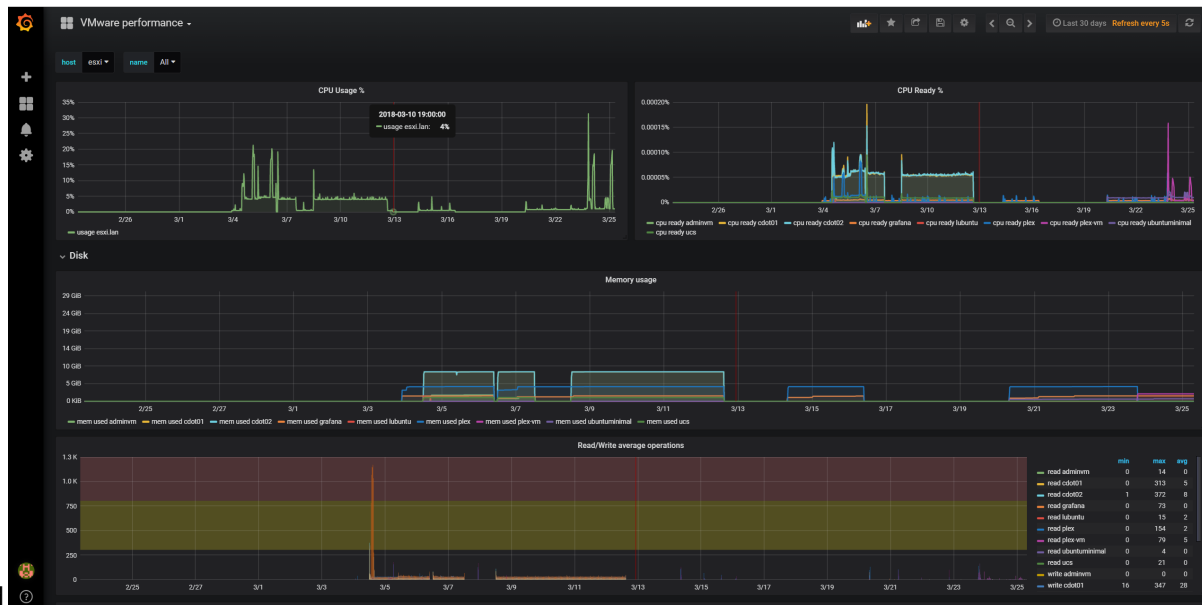 VMware performance
Last 30 days Refresh every 5s
host esxi name All
CPU Usage %
35%
30%
25%
20%
15%
10%
5%
0%
2018-03-10 19:00:00
usage esxi.lan: 4%
2/26 3/1 3/4 3/7 3/10 3/13 3/16 3/19 3/22 3/25
usage esxi.lan
CPU Ready %
0.00020%
0.00015%
0.00010%
0.00005%
0%
2/26 3/1 3/4 3/7 3/10 3/13 3/16 3/19 3/22 3/25
cpu ready adminvm cpu ready cdot01 cpu ready cdot02 cpu ready grafana cpu ready lubuntu cpu ready plex cpu ready plex-vm cpu ready ubuntuminimal
cpu ready ucs
Disk
Memory usage
29 GiB
24 GiB
19 GiB
14 GiB
10 GiB
5 GiB
0 KiB
2/25 2/27 3/1 3/3 3/5 3/7 3/9 3/11 3/13 3/15 3/17 3/19 3/21 3/23 3/25
mem used adminvm mem used cdot01 mem used cdot02 mem used grafana mem used lubuntu mem used plex mem used plex-vm mem used ubuntuminimal mem used ucs
Read/Write average operations
1.3 K
1.0 K
750
500
250
0
2/25 2/27 3/1 3/3 3/5 3/7 3/9 3/11 3/13 3/15 3/17 3/19 3/21 3/23 3/25
min max avg
read adminvm 0 14 0
read cdot01 0 313 5
read cdot02 1 372 8
read grafana 0 73 0
read lubuntu 0 15 2
read plex 0 154 2
read plex-vm 0 79 5
read ubuntuminimal 0 4 0
read ucs 0 21 0
write adminvm 0 0 0
write cdot01 16 347 28